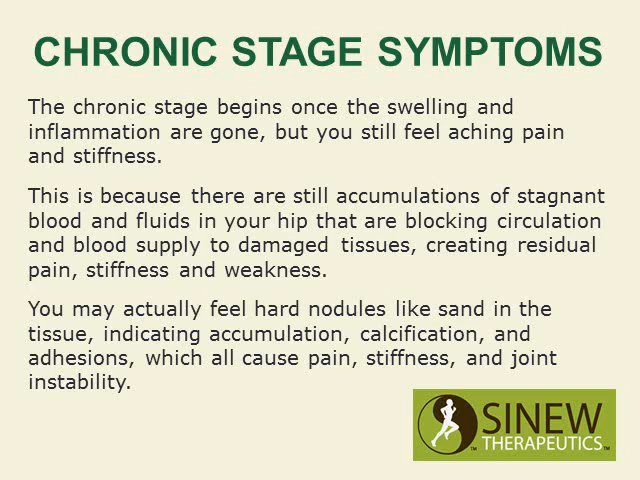 CHRONIC STAGE SYMPTOMS
The chronic stage begins once the swelling and
inflammation are gone, but you still feel aching pain
and stiffness.
This is because there are still accumulations of stagnant
blood and fluids in your hip that are blocking circulation
and blood supply to damaged tissues, creating residual
pain, stiffness and weakness.
You may actually feel hard nodules like sand in the
tissue, indicating accumulation, calcification, and
adhesions, which all cause pain, stiffness, and joint
instability.
SINEW
™ THERAPEUTICS™